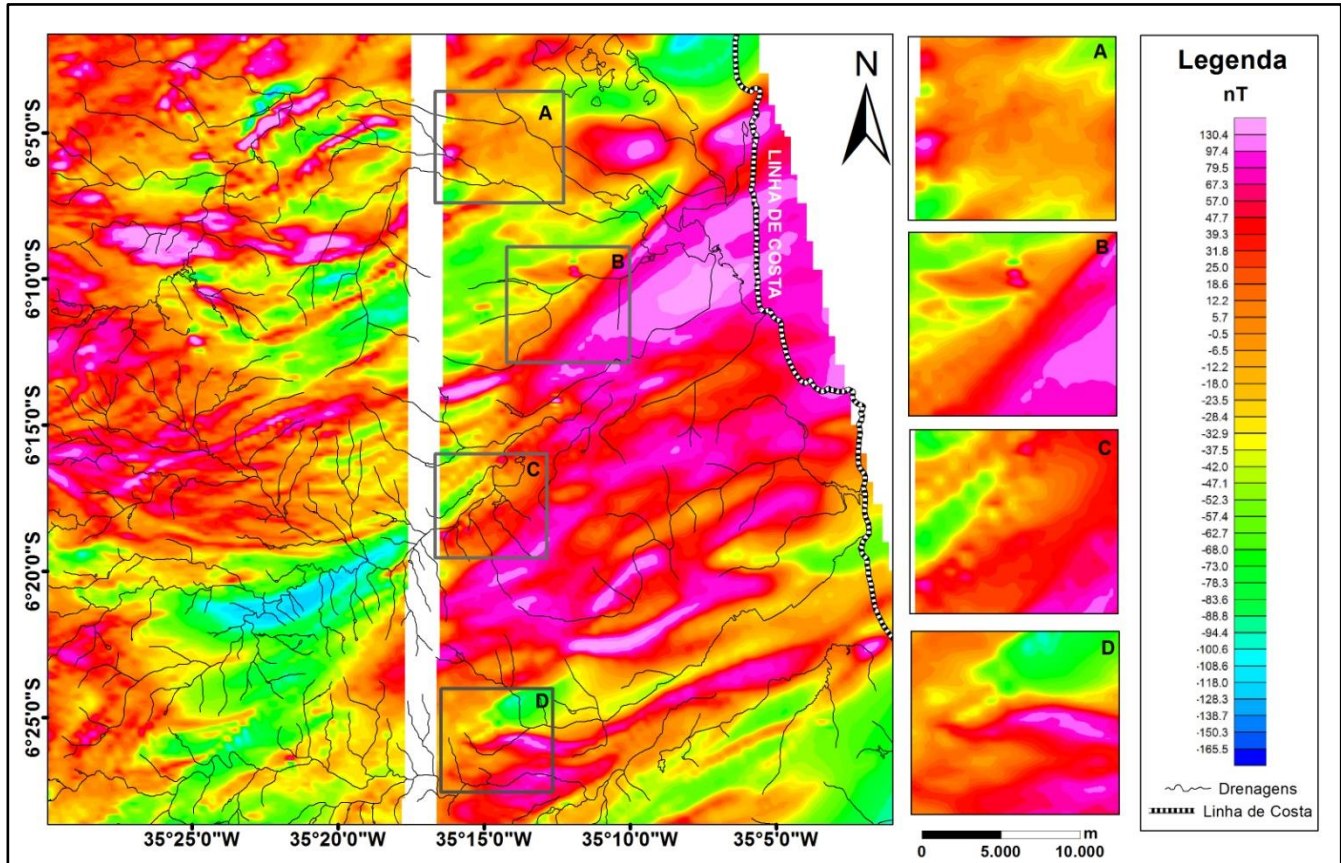 6°5'0"S
6°10'0"S
6°15'0"S
6°20'0"S
6°25'0"S
A
B
C
D
LINHA DE COSTA
N
35°25'0"W
35°20'0"W
35°15'0"W
35°10'0"W
35°5'0"W
A
B
C
D
m
0
5.000
10.000
Legenda
nT
130.4
97.4
79.5
67.3
57.0
47.7
39.3
31.8
25.0
18.6
12.2
5.7
-0.5
-6.5
-12.2
-18.0
-23.5
-28.4
-32.9
-37.5
-42.0
-47.1
-52.3
-57.4
-62.7
-68.0
-73.0
-78.3
-83.6
-88.8
-94.4
-100.6
-108.6
-118.0
-128.3
-138.7
-150.3
-165.5
Drenagens
Linha de Costa